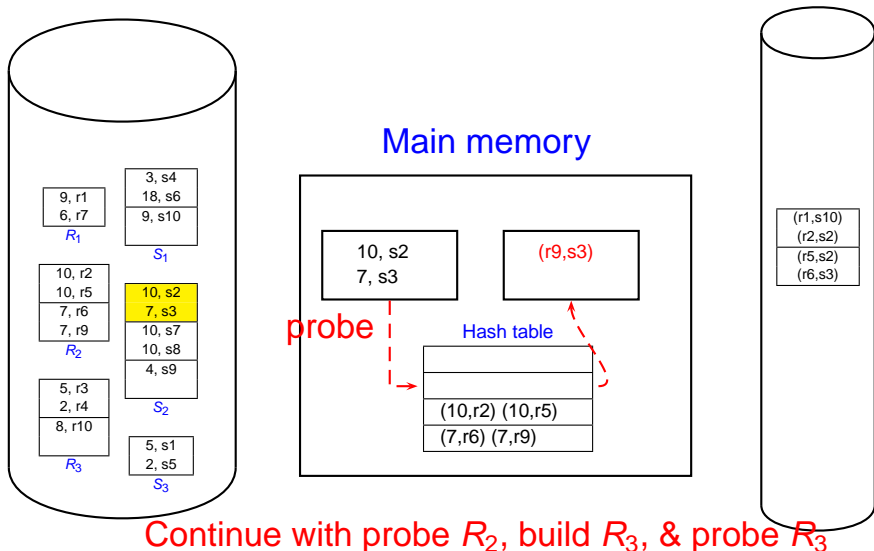 Main memory
9, r1
6, r7
R1
3, s4
18, s6
9, s10
S1
10, r2
10, r5
7, r6
7, r9
R2
10, s2
7, s3
10, s7
10, s8
4, s9
S2
5, r3
2, r4
8, r10
R3
5, s1
2, s5
S3
10, s2
7, s3
(r9,s3)
probe
Hash table
(10,r2) (10,r5)
(7,r6) (7,r9)
(r1,s10)
(r2,s2)
(r5,s2)
(r6,s3)
Continue with probe R2, build R3, & probe R3